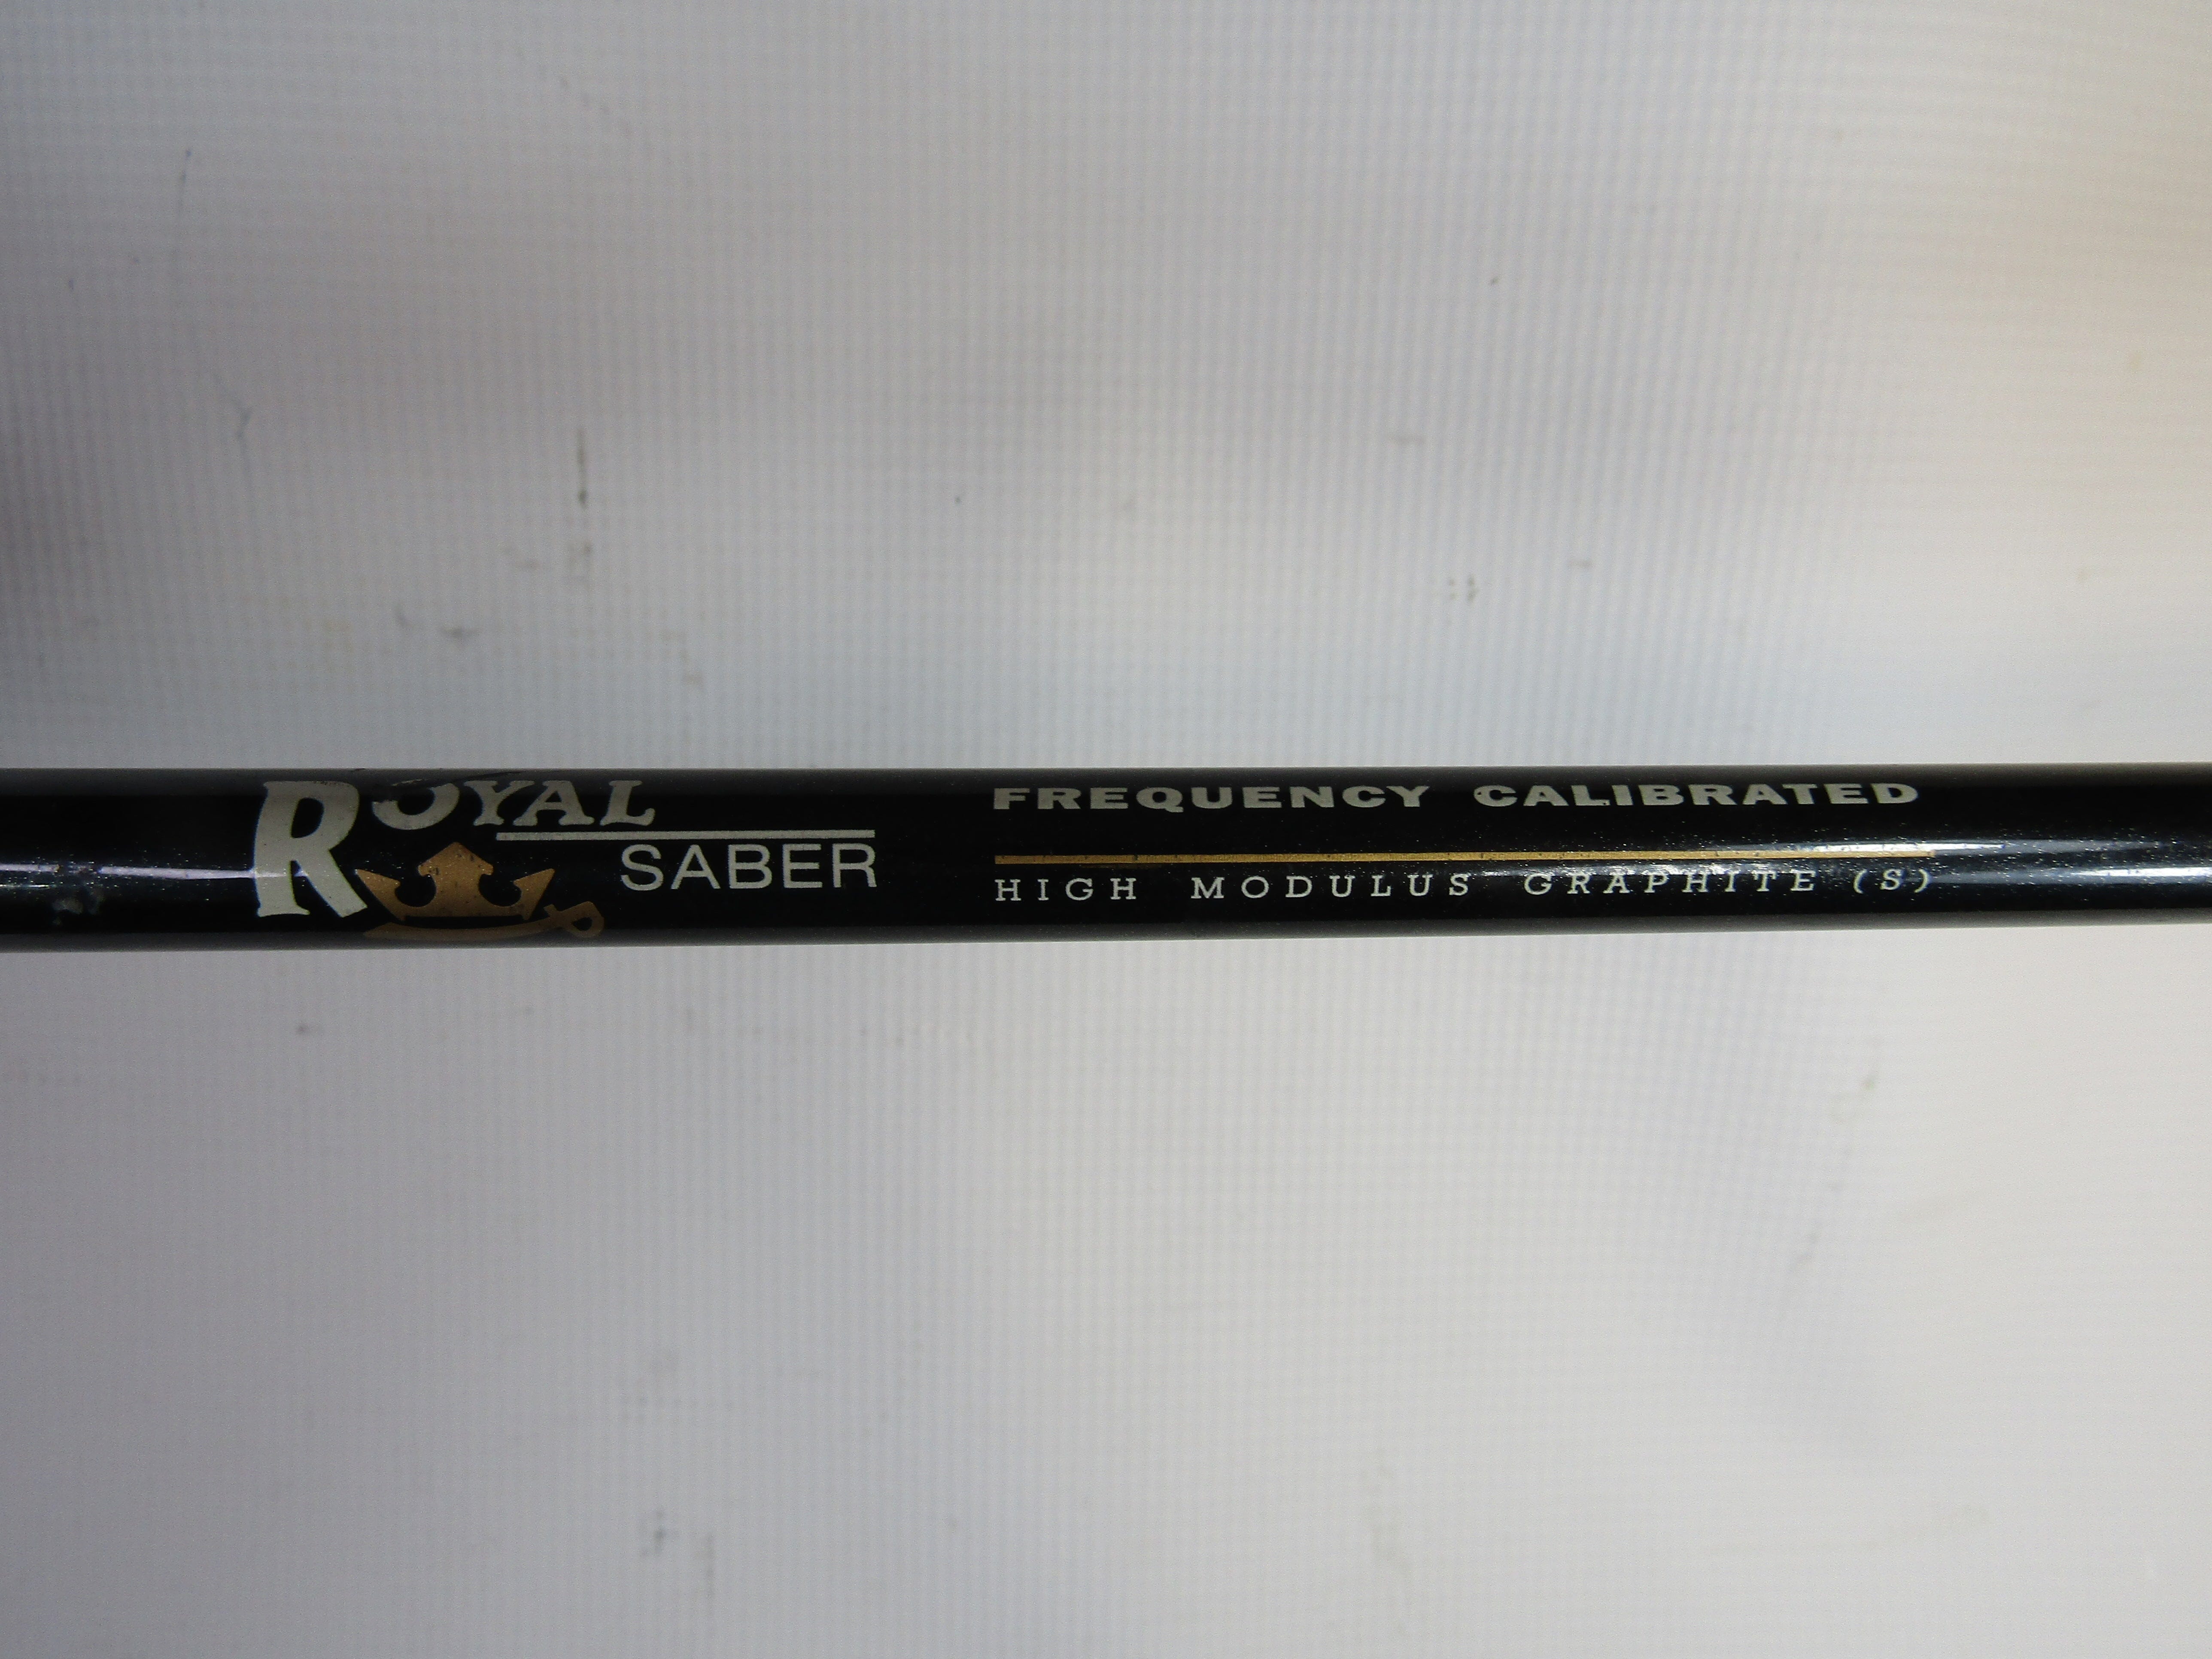 ROYAL
SABER
FREQUENCY CALIBRATED
HIGH MODULUS GRAPHITE (S)